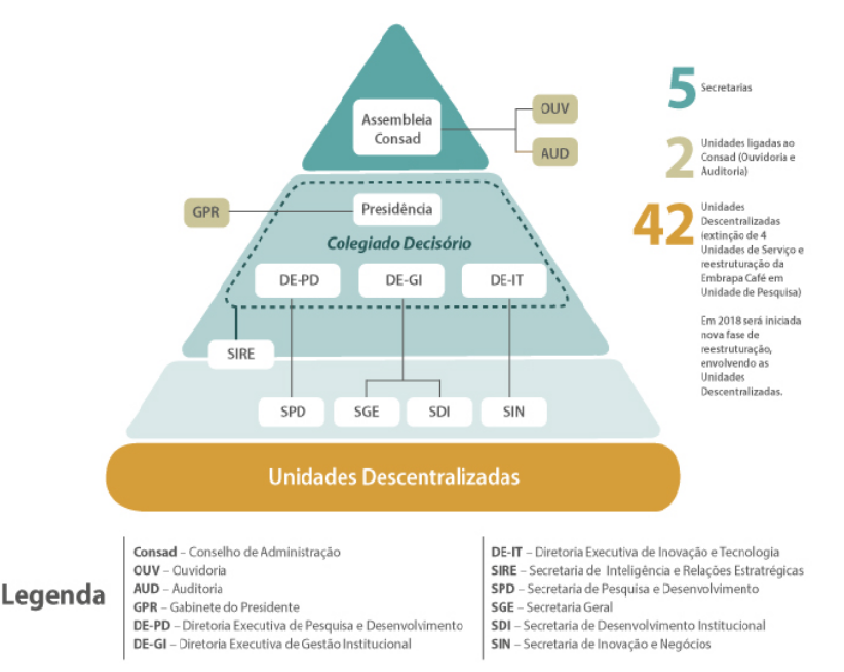 Assembleia
Consad
OUV
AUD
5 Secretarias
2 Unidades ligadas ao
Consad (Ouvidoria e
Auditoria)
GPR
Presidência
Colegiado Decisório
DE-PD
DE-GI
DE-IT
42 Unidades
Descentralizadas
(extinção de 4
Unidades de Serviço e
reestruturação da
Embrapa Café em
Unidade de Pesquisa)
Em 2018 será iniciada
nova fase de
reestruturação,
envolvendo as
Unidades
Descentralizadas.
SIRE
SPD
SGE
SDI
SIN
Unidades Descentralizadas
Legenda
Consad – Conselho de Administração
OUV – Ouvidoria
AUD – Auditoria
GPR – Gabinete do Presidente
DE-PD – Diretoria Executiva de Pesquisa e Desenvolvimento
DE-GI – Diretoria Executiva de Gestão Institucional
DE-IT – Diretoria Executiva de Inovação e Tecnologia
SIRE – Secretaria de Inteligência e Relações Estratrégicas
SPD – Secretaria de Pesquisa e Desenvolvimento
SGE – Secretaria Geral
SDI – Secretaria de Desenvolvimento Institucional
SIN – Secretaria de Inovação e Negócios